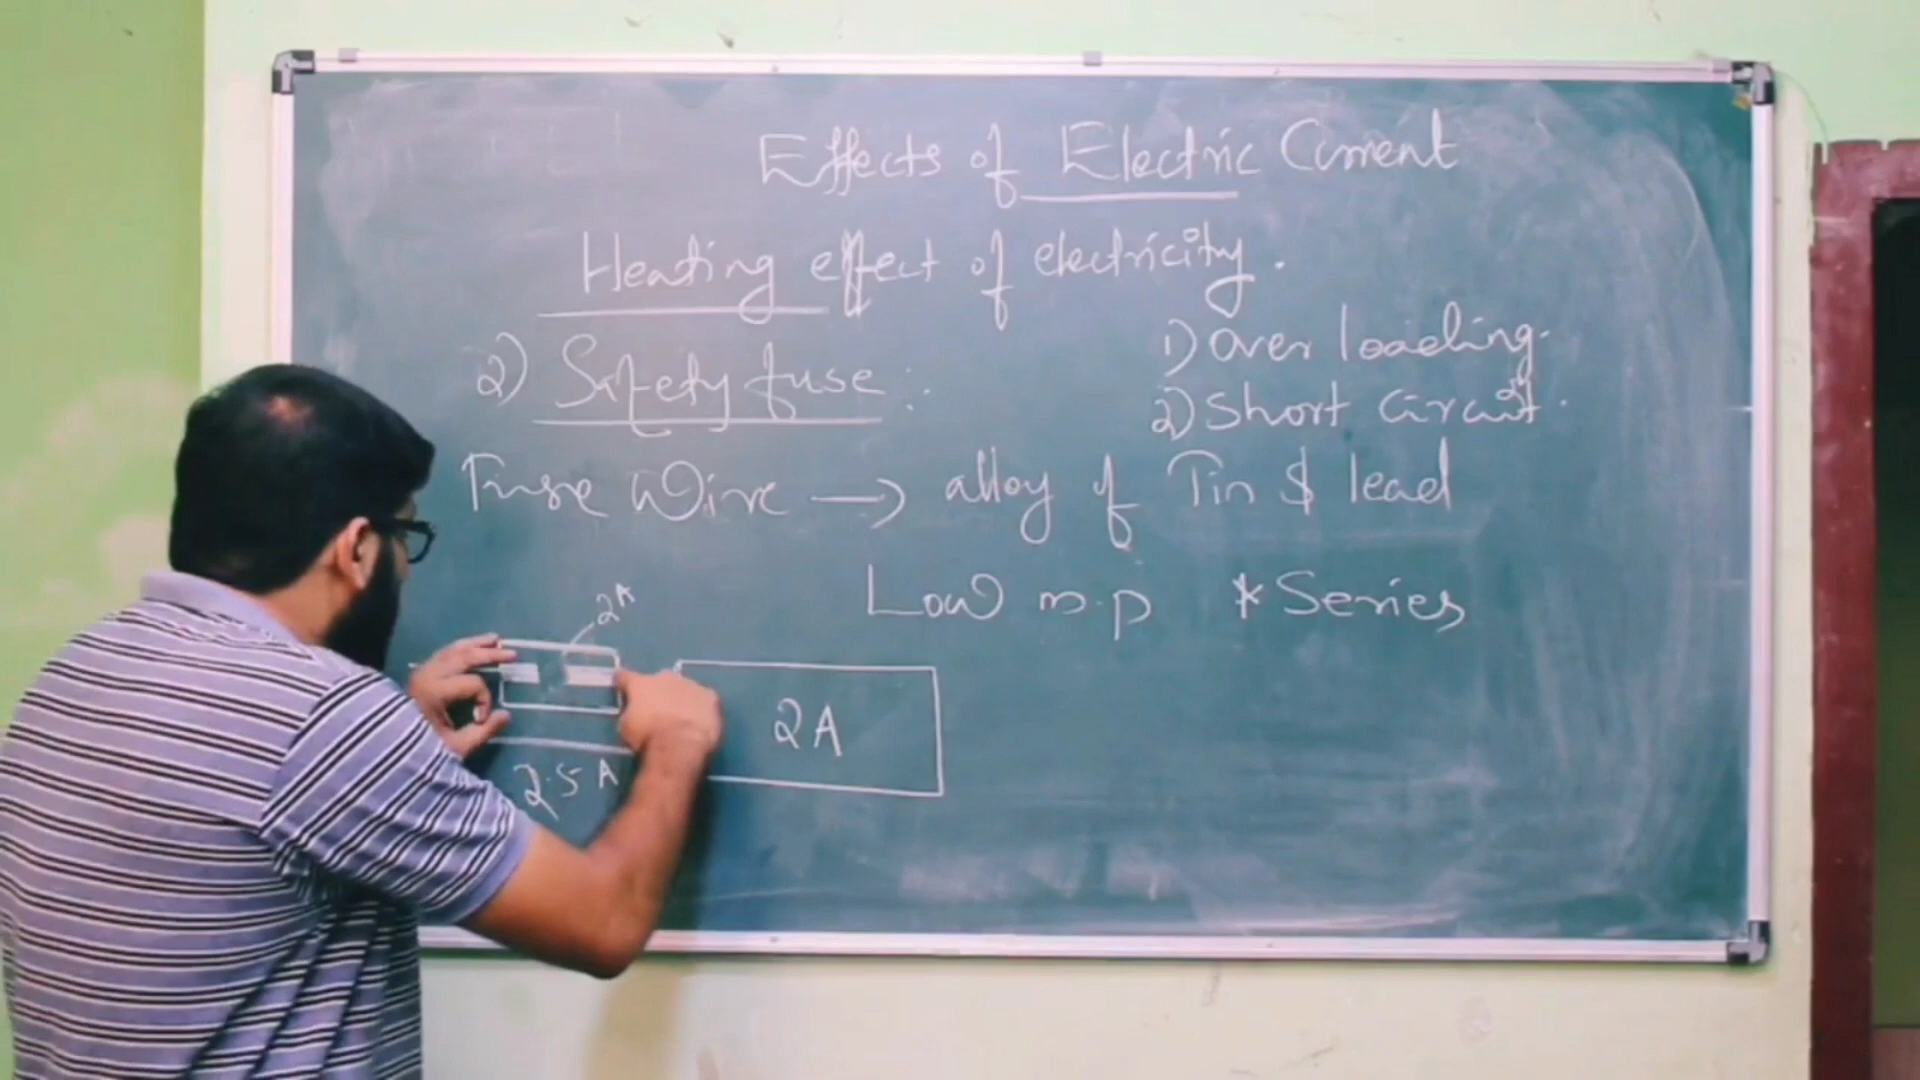 Effects of Electric Current
Heating effect of electricity.
2) Safety fuse :-
1) Over loading.
2) Short circuit.
Fuse Wire → alloy of Tin & lead
Low m.p * Series
2A
2A
2.5 A